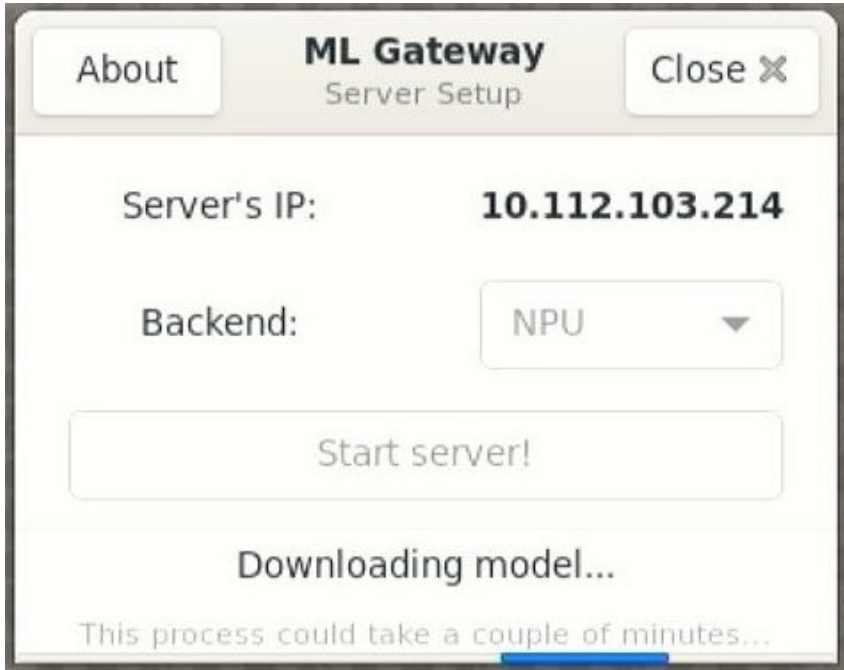 About
ML Gateway
Server Setup
Close
Server's IP:
10.112.103.214
Backend:
NPU
Start server!
Downloading model...
This process could take a couple of minutes...